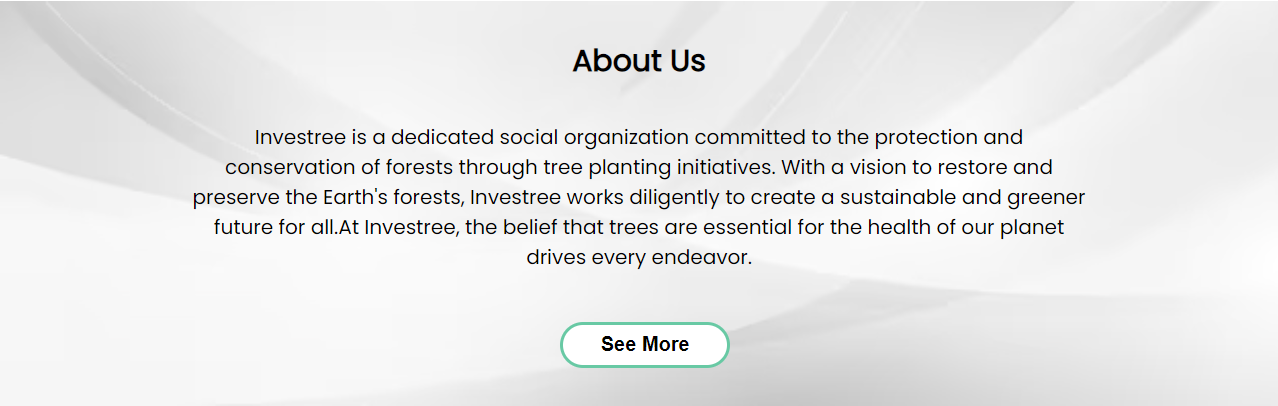 About Us
Investree is a dedicated social organization committed to the protection and
conservation of forests through tree planting initiatives. With a vision to restore and
preserve the Earth's forests, Investree works diligently to create a sustainable and greener
future for all.At Investree, the belief that trees are essential for the health of our planet
drives every endeavor.
See More